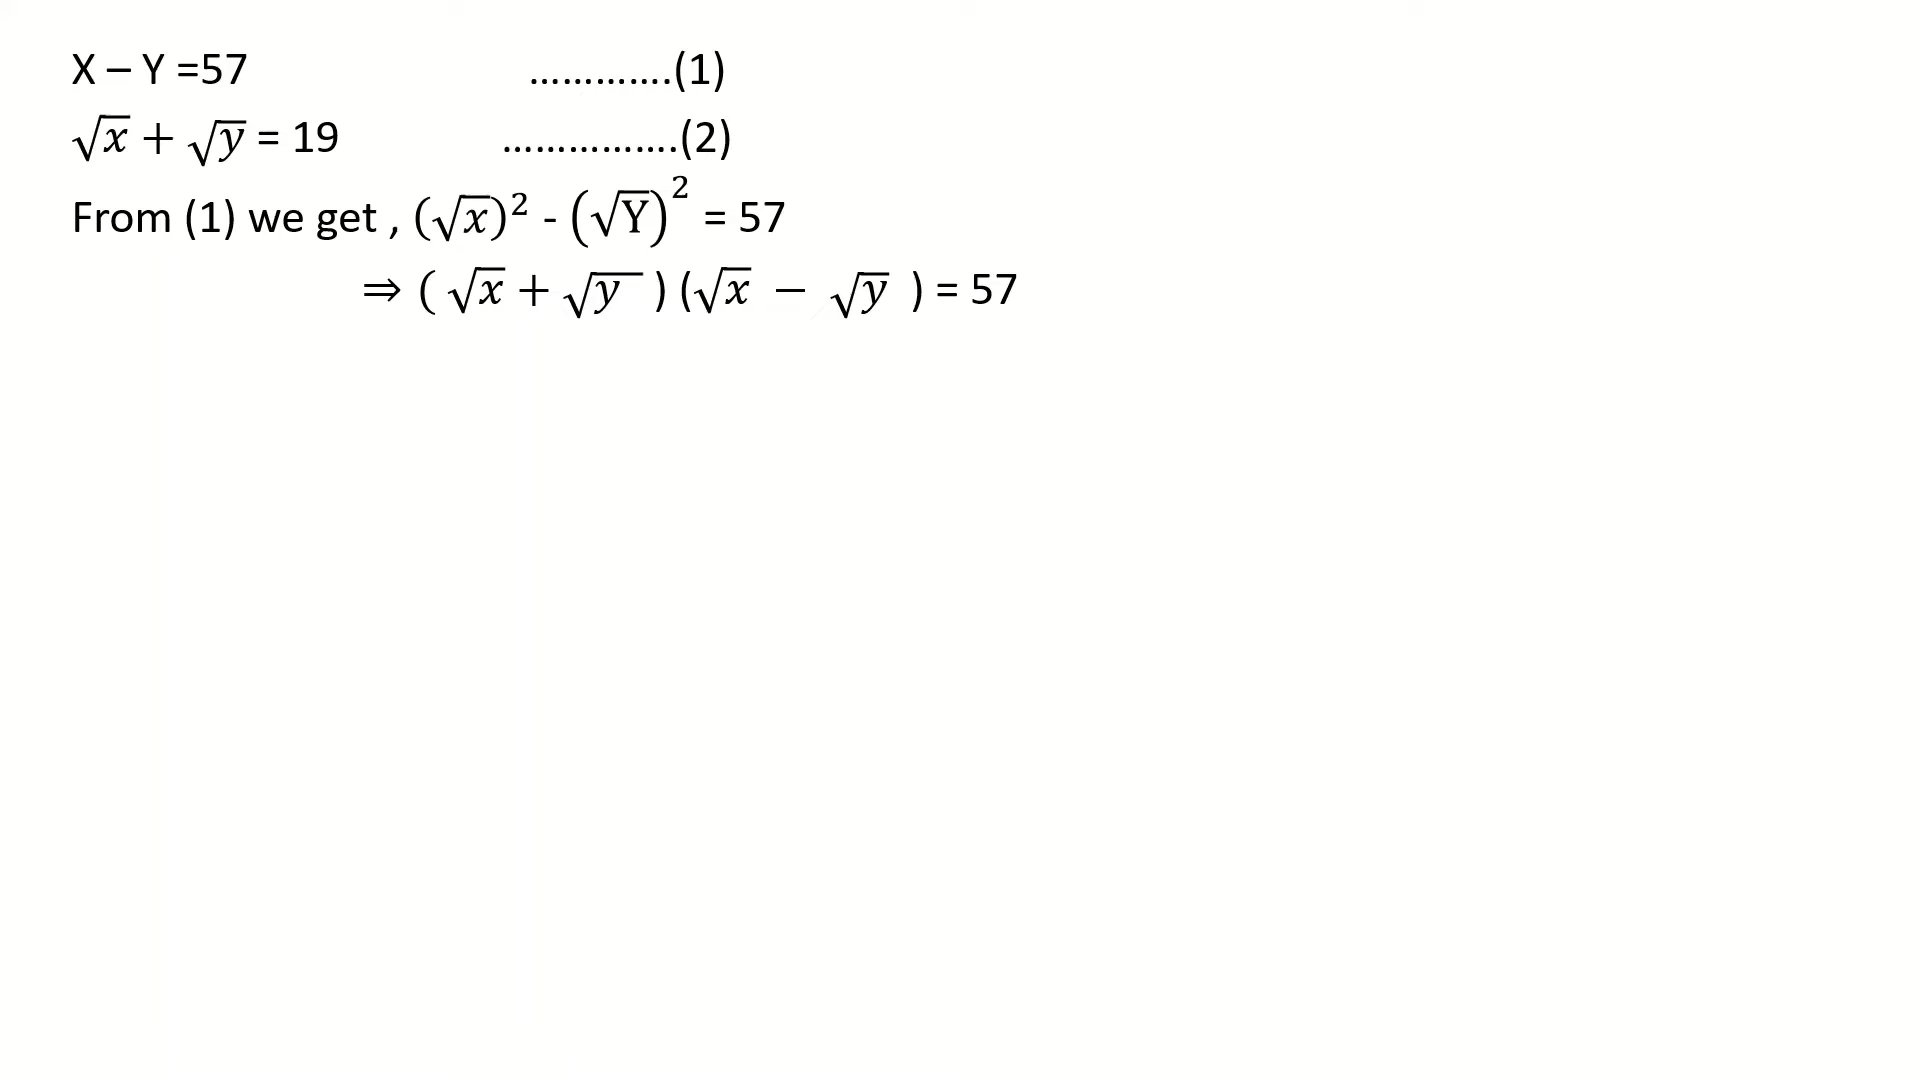 X – Y =57 ………….(1)
√x + √y = 19 …………….(2)
From (1) we get , (√x)² - (√Y)² = 57
⇒ ( √x + √y ) (√x − √y ) = 57